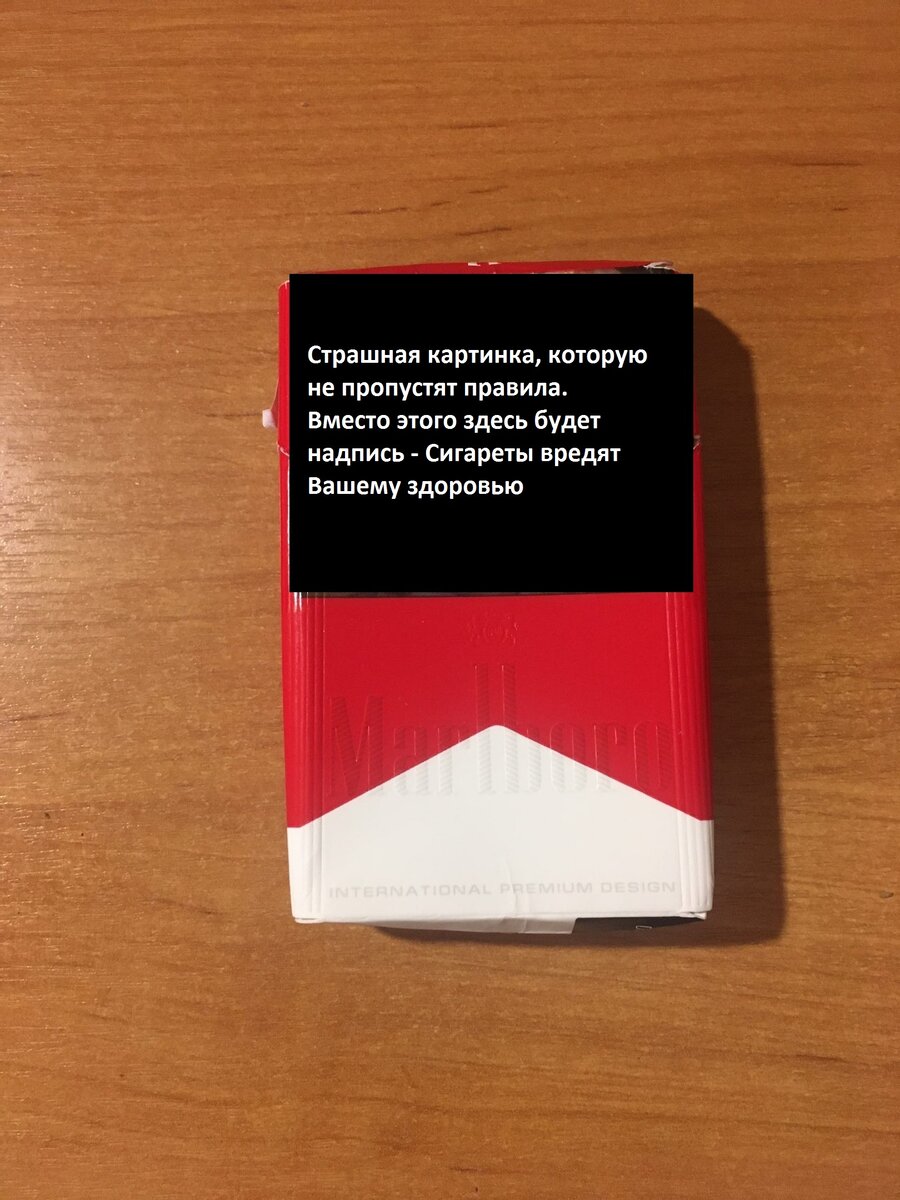 Страшная картинка, которую
не пропустят правила.
Вместо этого здесь будет
надпись - Сигареты вредят
Вашему здоровью
Marlboro
INTERNATIONAL PREMIUM DESIGN